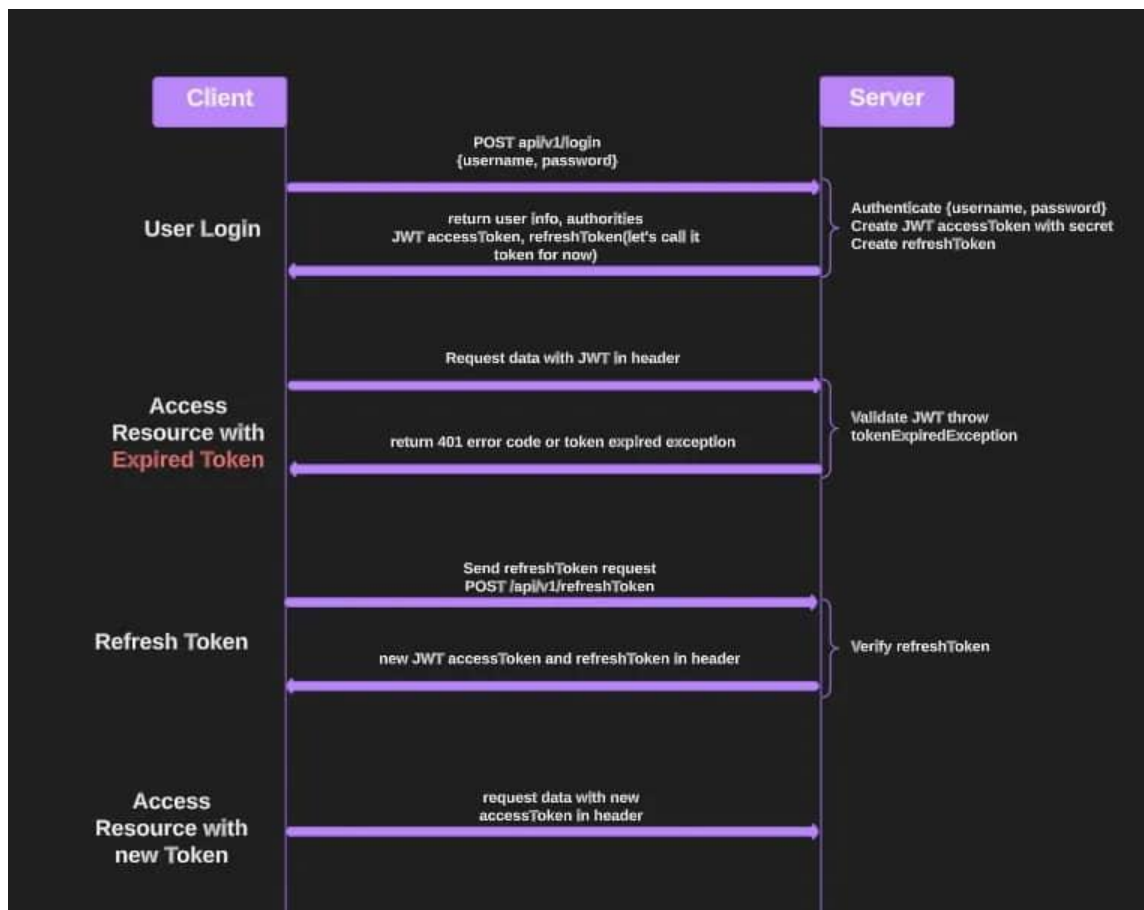 Client
Server
POST api/v1/login
{username, password}
User Login
return user info, authorities
JWT accessToken, refreshToken(let's call it
token for now)
Authenticate {username, password}
Create JWT accessToken with secret
Create refreshToken
Request data with JWT in header
Access
Resource with
Expired Token
return 401 error code or token expired exception
Validate JWT throw
tokenExpiredException
Send refreshToken request
POST /api/v1/refreshToken
Refresh Token
new JWT accessToken and refreshToken in header
Verify refreshToken
Access
Resource with
new Token
request data with new
accessToken in header